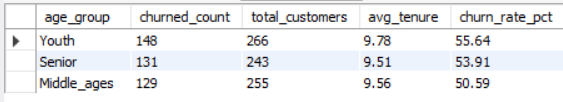 age_group churned_count total_customers avg_tenure churn_rate_pct
Youth 148 266 9.78 55.64
Senior 131 243 9.51 53.91
Middle_ages 129 255 9.56 50.59